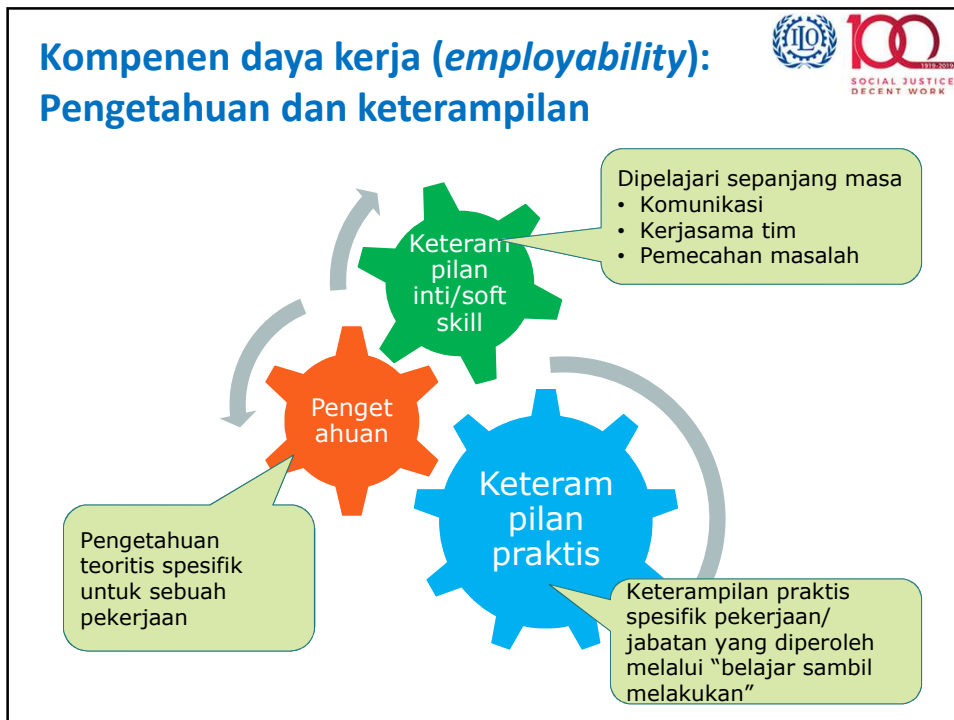 Kompenen daya kerja (employability):
Pengetahuan dan keterampilan
ILO
100
1919-2019
SOCIAL JUSTICE
DECENT WORK
Dipelajari sepanjang masa
• Komunikasi
• Kerjasama tim
• Pemecahan masalah
Keteram
pilan
inti/soft
skill
Penget
ahuan
Keteram
pilan
praktis
Pengetahuan
teoritis spesifik
untuk sebuah
pekerjaan
Keterampilan praktis
spesifik pekerjaan/
jabatan yang diperoleh
melalui “belajar sambil
melakukan”